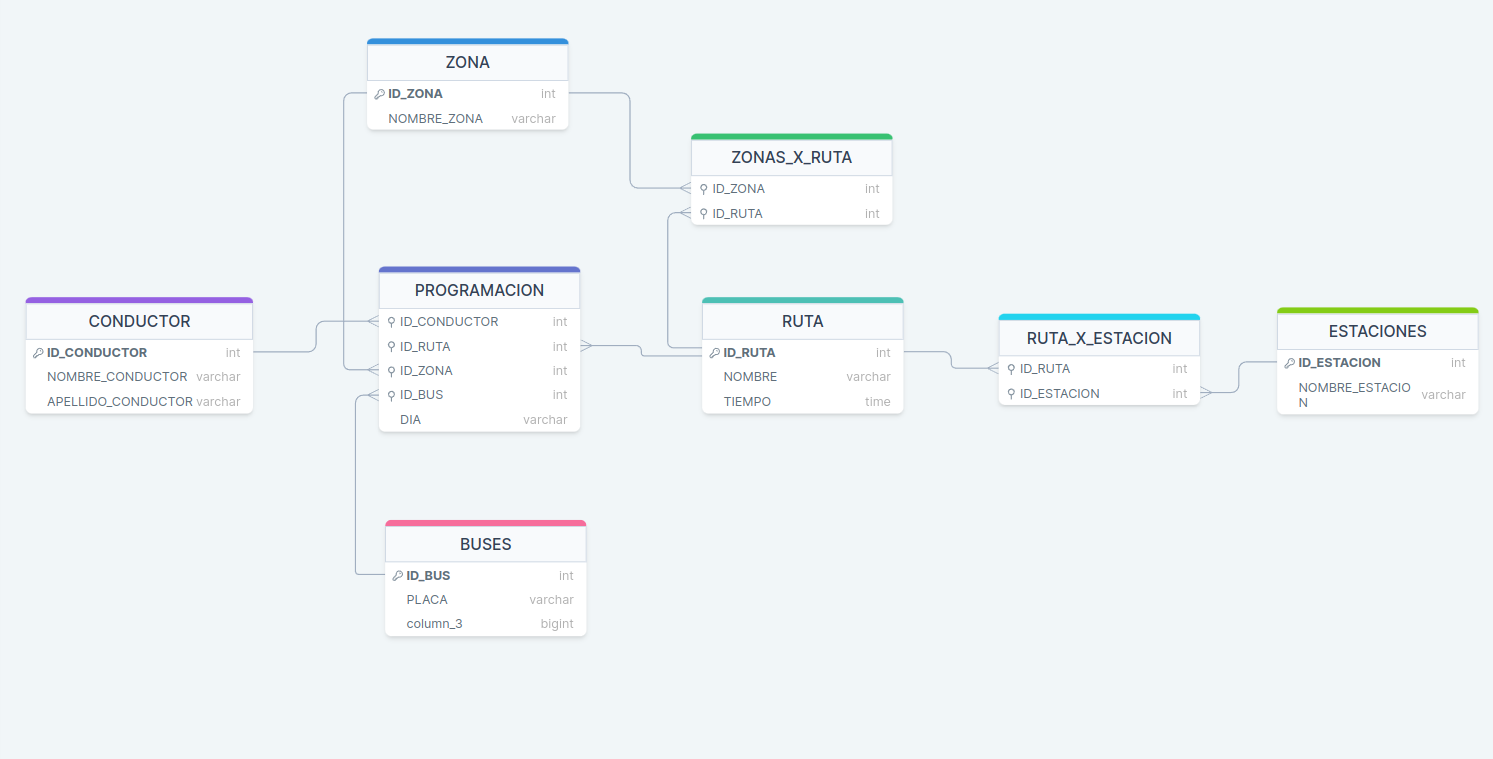 ZONA
ID_ZONA int
NOMBRE_ZONA varchar
ZONAS_X_RUTA
ID_ZONA int
ID_RUTA int
PROGRAMACION
ID_CONDUCTOR int
ID_RUTA int
ID_ZONA int
ID_BUS int
DIA varchar
CONDUCTOR
ID_CONDUCTOR int
NOMBRE_CONDUCTOR varchar
APELLIDO_CONDUCTOR varchar
RUTA
ID_RUTA int
NOMBRE varchar
TIEMPO time
RUTA_X_ESTACION
ID_RUTA int
ID_ESTACION int
ESTACIONES
ID_ESTACION int
NOMBRE_ESTACIO varchar
N
BUSES
ID_BUS int
PLACA varchar
column_3 bigint